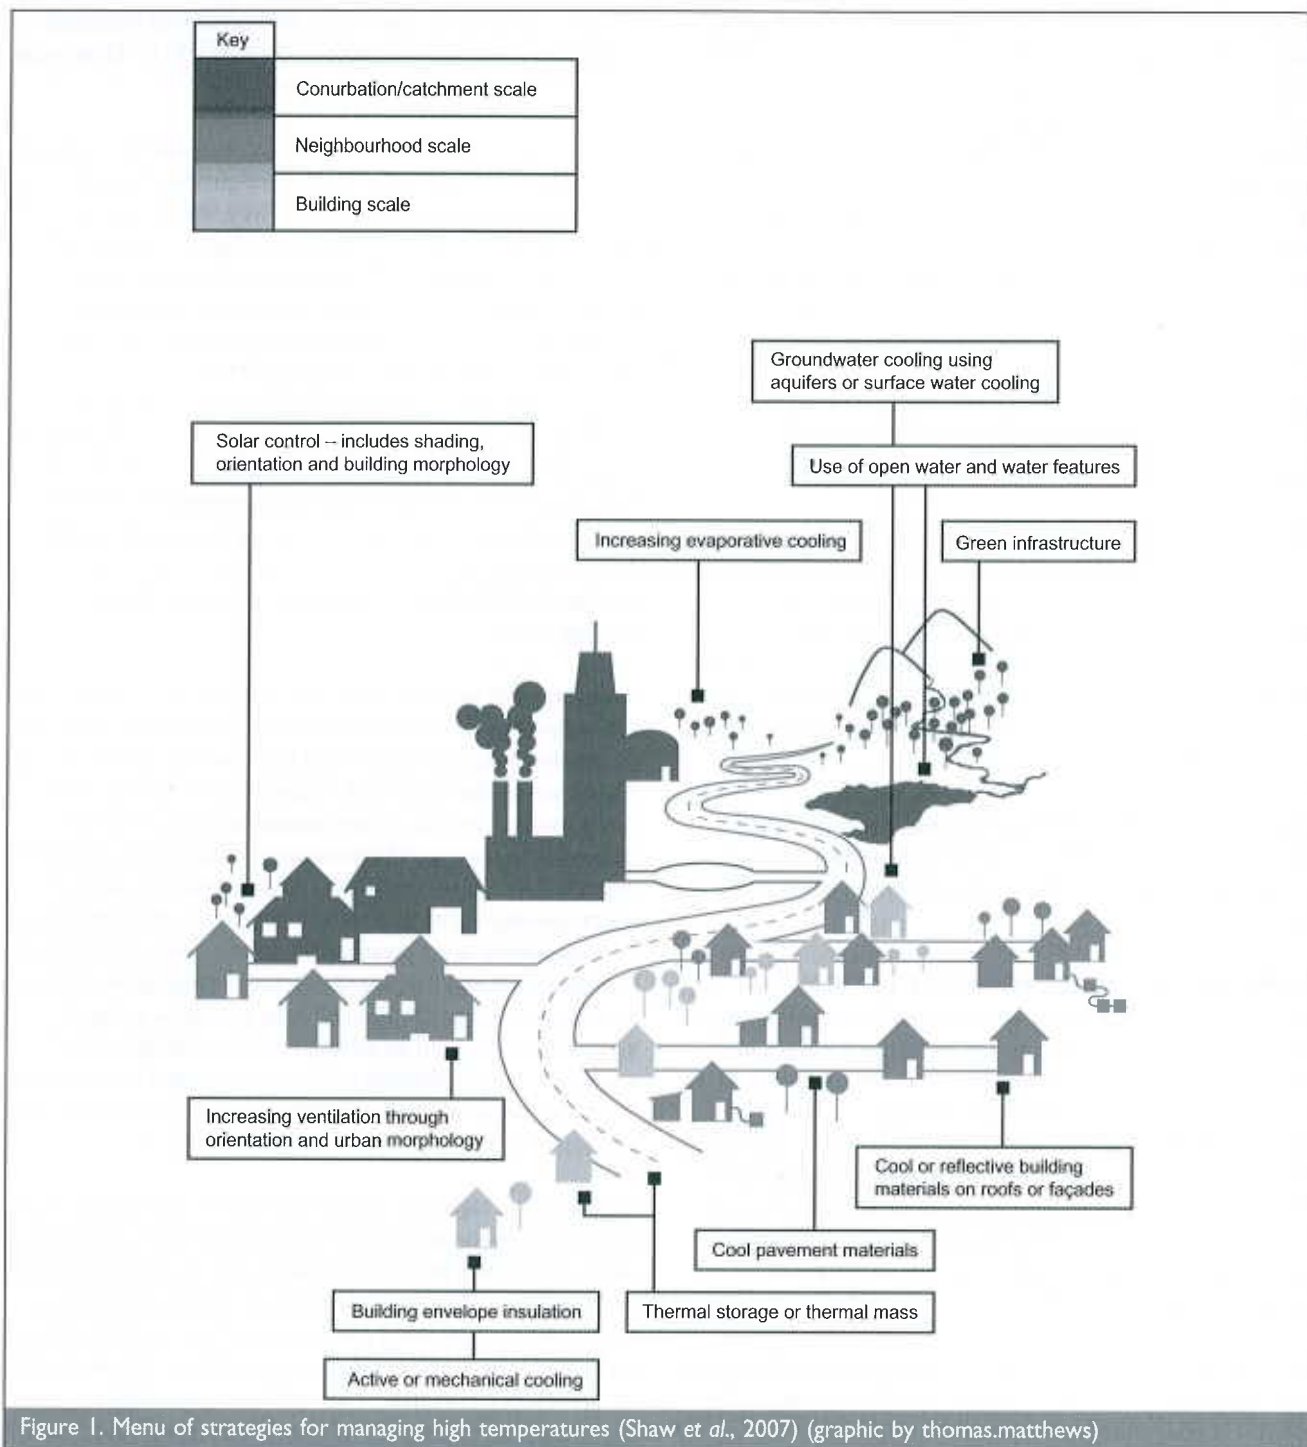 Key
Conurbation/catchment scale
Neighbourhood scale
Building scale
Groundwater cooling using
aquifers or surface water cooling
Solar control – includes shading,
orientation and building morphology
Use of open water and water features
Increasing evaporative cooling
Green infrastructure
Increasing ventilation through
orientation and urban morphology
Cool or reflective building
materials on roofs or façades
Cool pavement materials
Building envelope insulation
Thermal storage or thermal mass
Active or mechanical cooling
Figure 1. Menu of strategies for managing high temperatures (Shaw et al., 2007) (graphic by thomas.matthews)